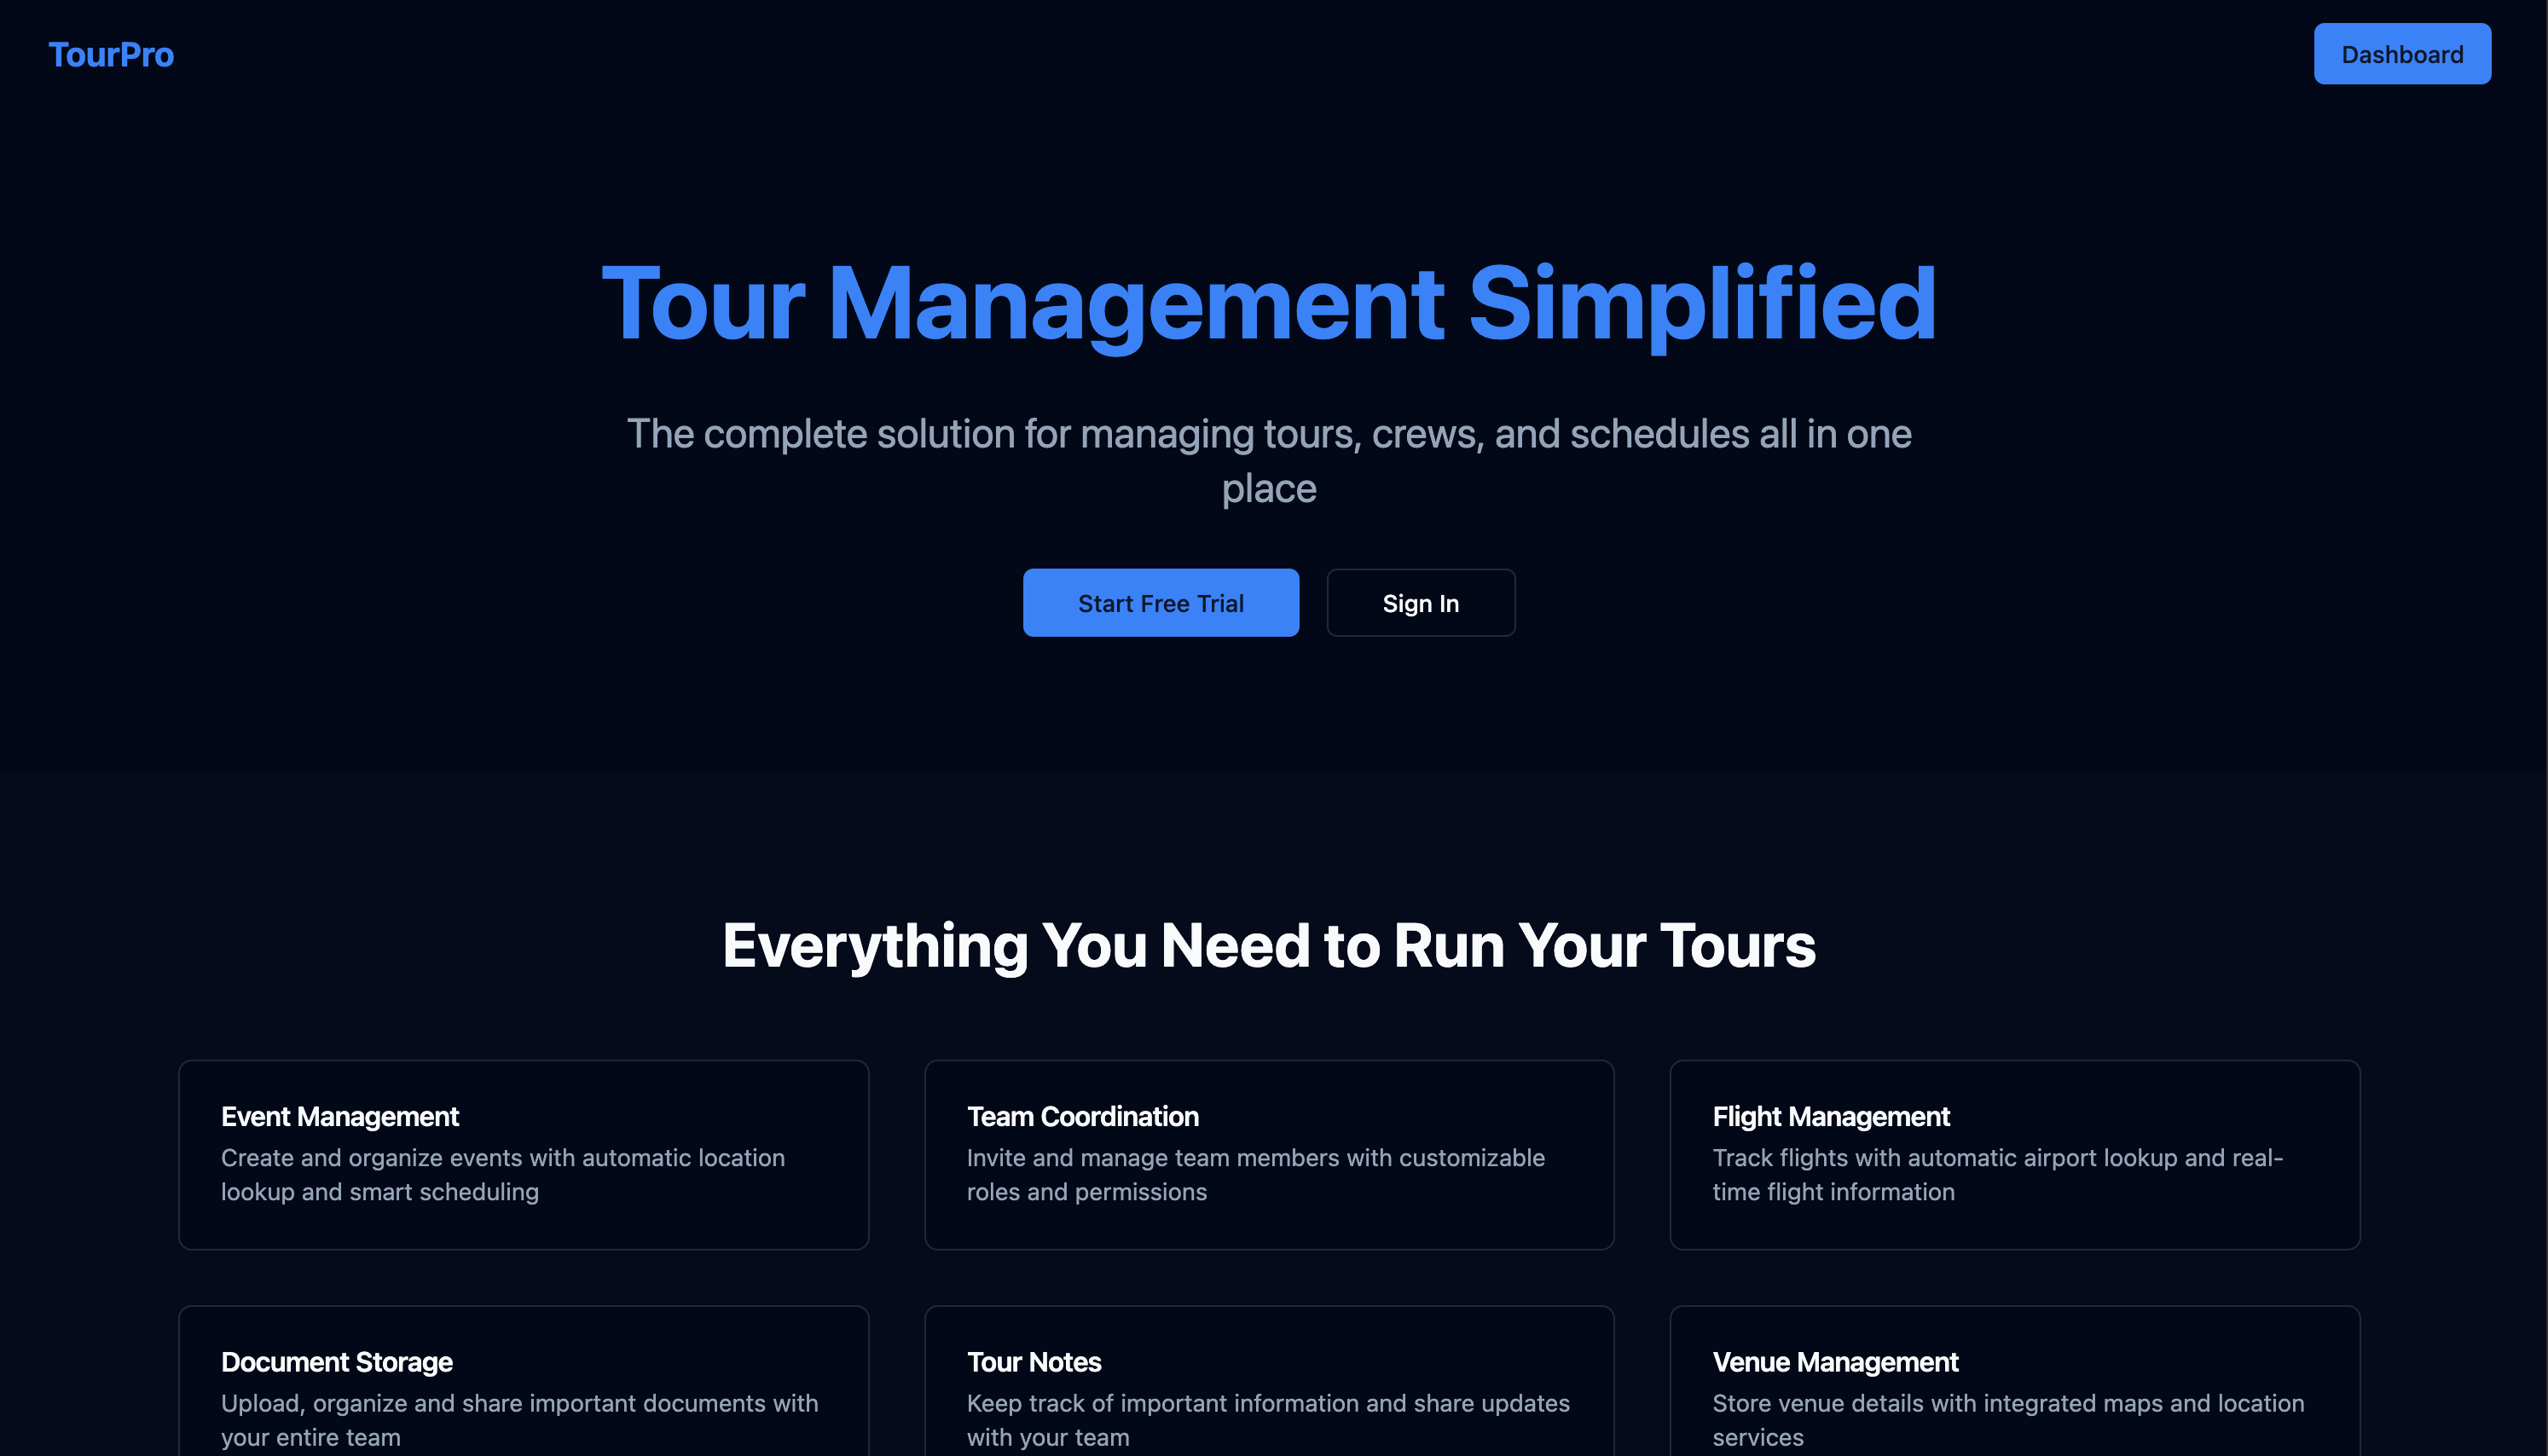 TourPro
Dashboard
Tour Management Simplified
The complete solution for managing tours, crews, and schedules all in one
place
Start Free Trial
Sign In
Everything You Need to Run Your Tours
Event Management
Create and organize events with automatic location
lookup and smart scheduling
Team Coordination
Invite and manage team members with customizable
roles and permissions
Flight Management
Track flights with automatic airport lookup and real-
time flight information
Document Storage
Upload, organize and share important documents with
your entire team
Tour Notes
Keep track of important information and share updates
with your team
Venue Management
Store venue details with integrated maps and location
services